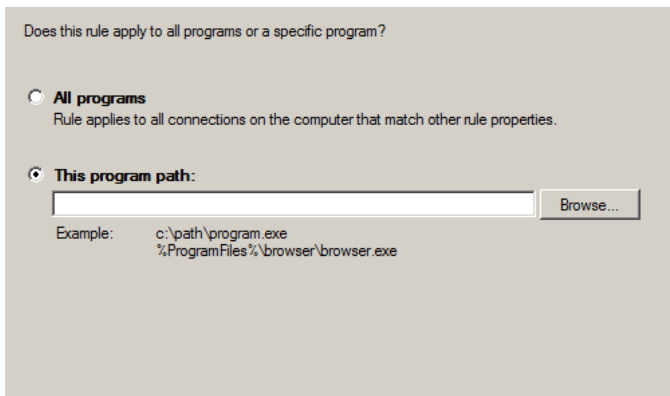 Does this rule apply to all programs or a specific program?
All programs
Rule applies to all connections on the computer that match other rule properties.
This program path:
Browse...
Example: c:\path\program.exe
%ProgramFiles%\browser\browser.exe